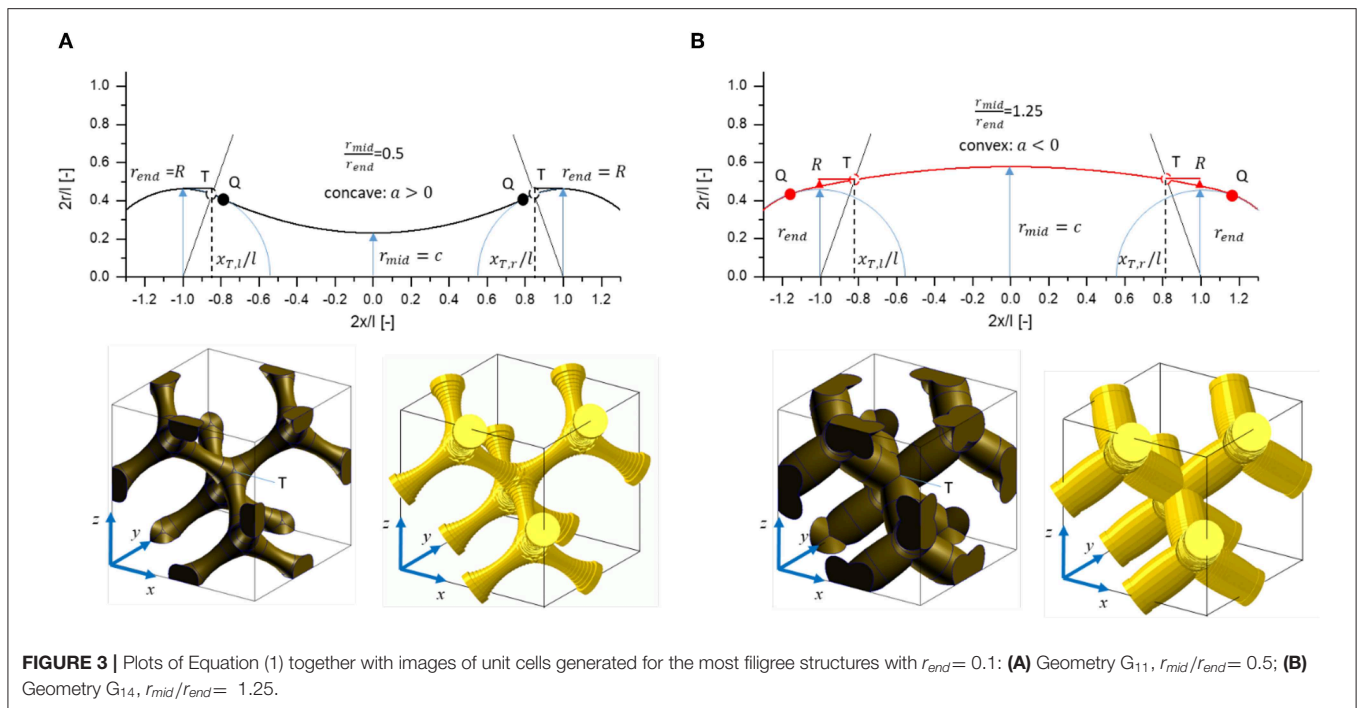 A
1.0
0.8
0.6
0.4
0.2
0.0
2r/l [-]
r_mid/r_end=0.5
concave: a > 0
r_end =R
T
Q
Q
T
r_end = R
x_T,l/l
r_mid = c
x_T,r/l
-1.2 -1.0 -0.8 -0.6 -0.4 -0.2 0.0 0.2 0.4 0.6 0.8 1.0 1.2
2x/l [-]
T
z
y
x
z
y
x
B
1.0
0.8
0.6
0.4
0.2
0.0
2r/l [-]
r_mid/r_end=1.25
convex: a < 0
Q
R
T
T
R
Q
r_end
x_T,l/l
r_mid = c
x_T,r/l
r_end
-1.2 -1.0 -0.8 -0.6 -0.4 -0.2 0.0 0.2 0.4 0.6 0.8 1.0 1.2
2x/l [-]
T
z
y
x
z
y
x
FIGURE 3 | Plots of Equation (1) together with images of unit cells generated for the most filigree structures with r_end= 0.1: (A) Geometry G₁₁, r_mid/r_end= 0.5; (B)
Geometry G₁₄, r_mid/r_end= 1.25.